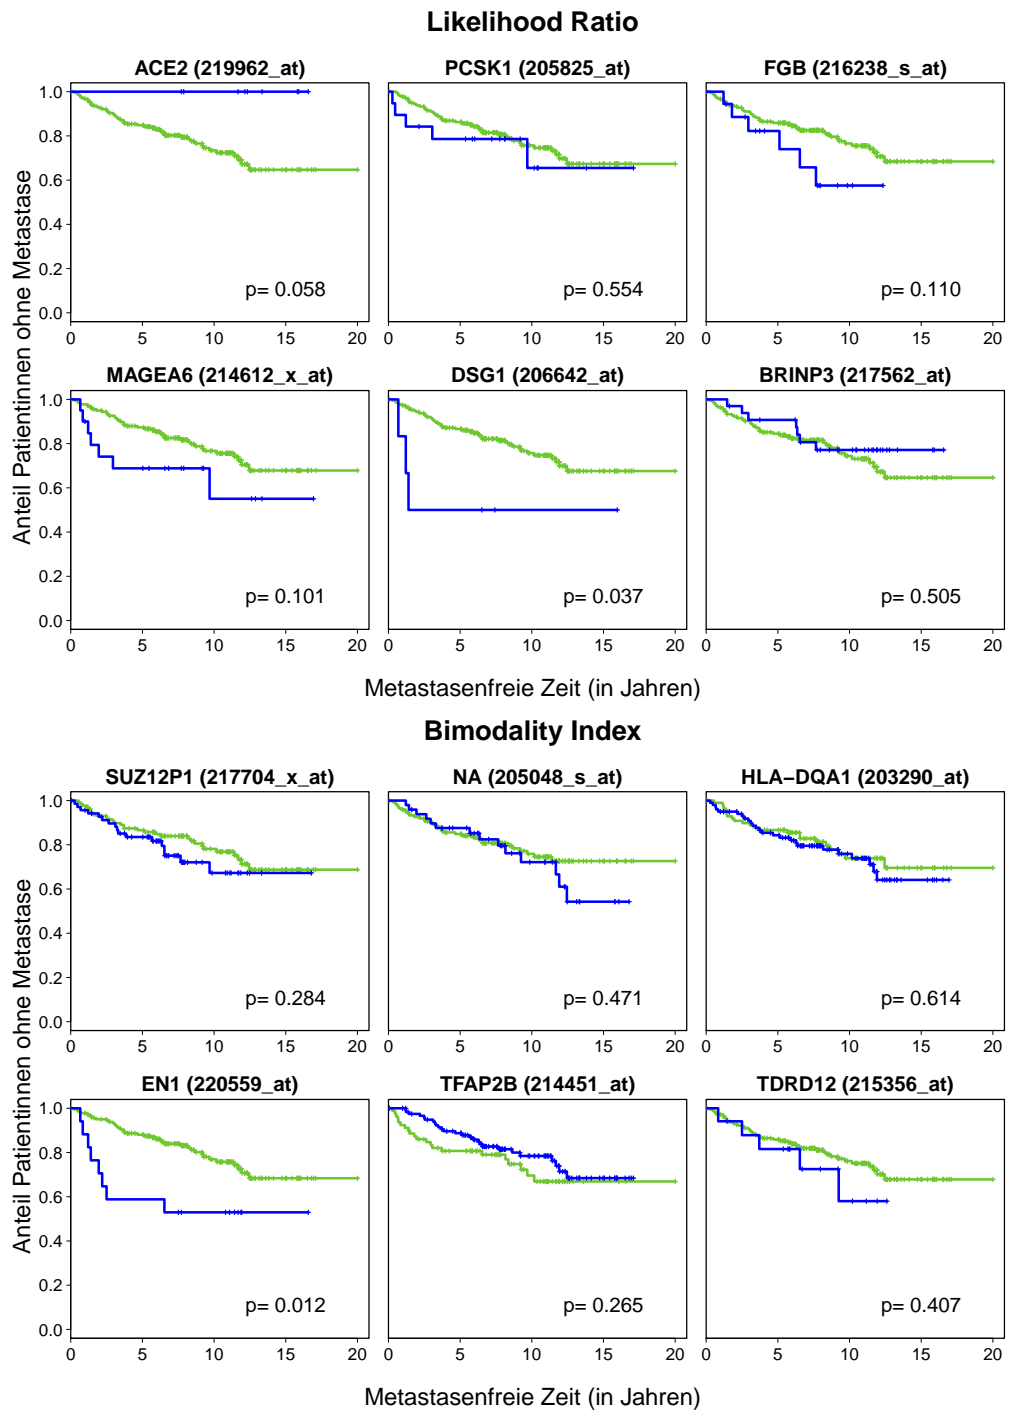 Likelihood Ratio
ACE2 (219962_at) PCSK1 (205825_at) FGB (216238_s_at)
1.0
0.8
0.6
0.4
0.2
0.0
p= 0.058 p= 0.554 p= 0.110
0 5 10 15 20 0 5 10 15 20 0 5 10 15 20
Anteil Patientinnen ohne Metastase
MAGEA6 (214612_x_at) DSG1 (206642_at) BRINP3 (217562_at)
1.0
0.8
0.6
0.4
0.2
0.0
p= 0.101 p= 0.037 p= 0.505
0 5 10 15 20 0 5 10 15 20 0 5 10 15 20
Metastasenfreie Zeit (in Jahren)
Bimodality Index
SUZ12P1 (217704_x_at) NA (205048_s_at) HLA−DQA1 (203290_at)
1.0
0.8
0.6
0.4
0.2
0.0
p= 0.284 p= 0.471 p= 0.614
0 5 10 15 20 0 5 10 15 20 0 5 10 15 20
Anteil Patientinnen ohne Metastase
EN1 (220559_at) TFAP2B (214451_at) TDRD12 (215356_at)
1.0
0.8
0.6
0.4
0.2
0.0
p= 0.012 p= 0.265 p= 0.407
0 5 10 15 20 0 5 10 15 20 0 5 10 15 20
Metastasenfreie Zeit (in Jahren)